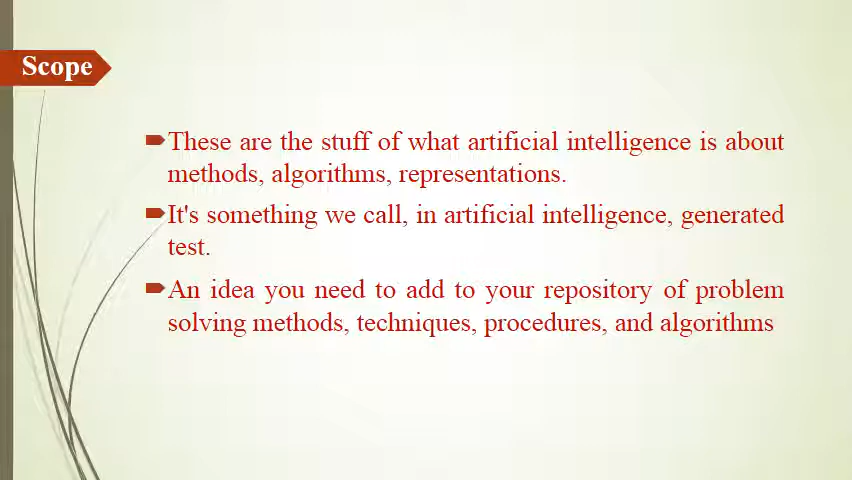 Scope
These are the stuff of what artificial intelligence is about
methods, algorithms, representations.
It's something we call, in artificial intelligence, generated
test.
An idea you need to add to your repository of problem
solving methods, techniques, procedures, and algorithms